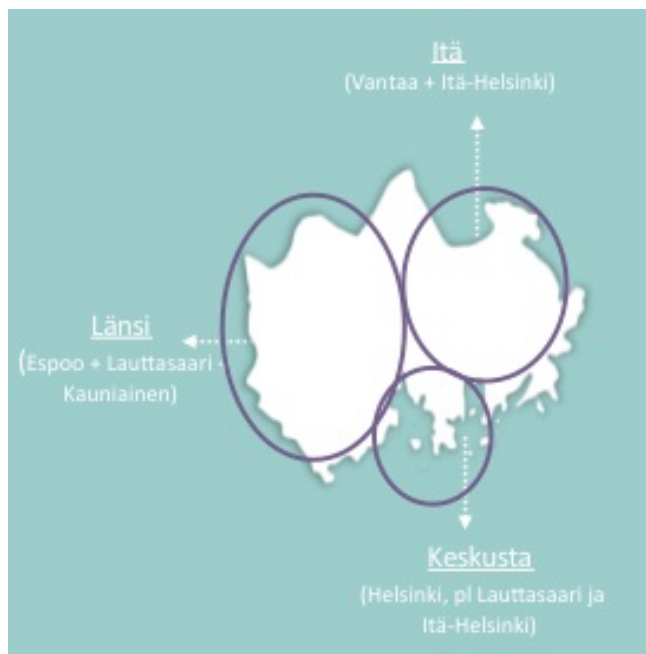 Itä
(Vantaa + Itä-Helsinki)
Länsi
(Espoo + Lauttasaari -
Kauniainen)
Keskusta
(Helsinki, pl Lauttasaari ja
Itä-Helsinki)